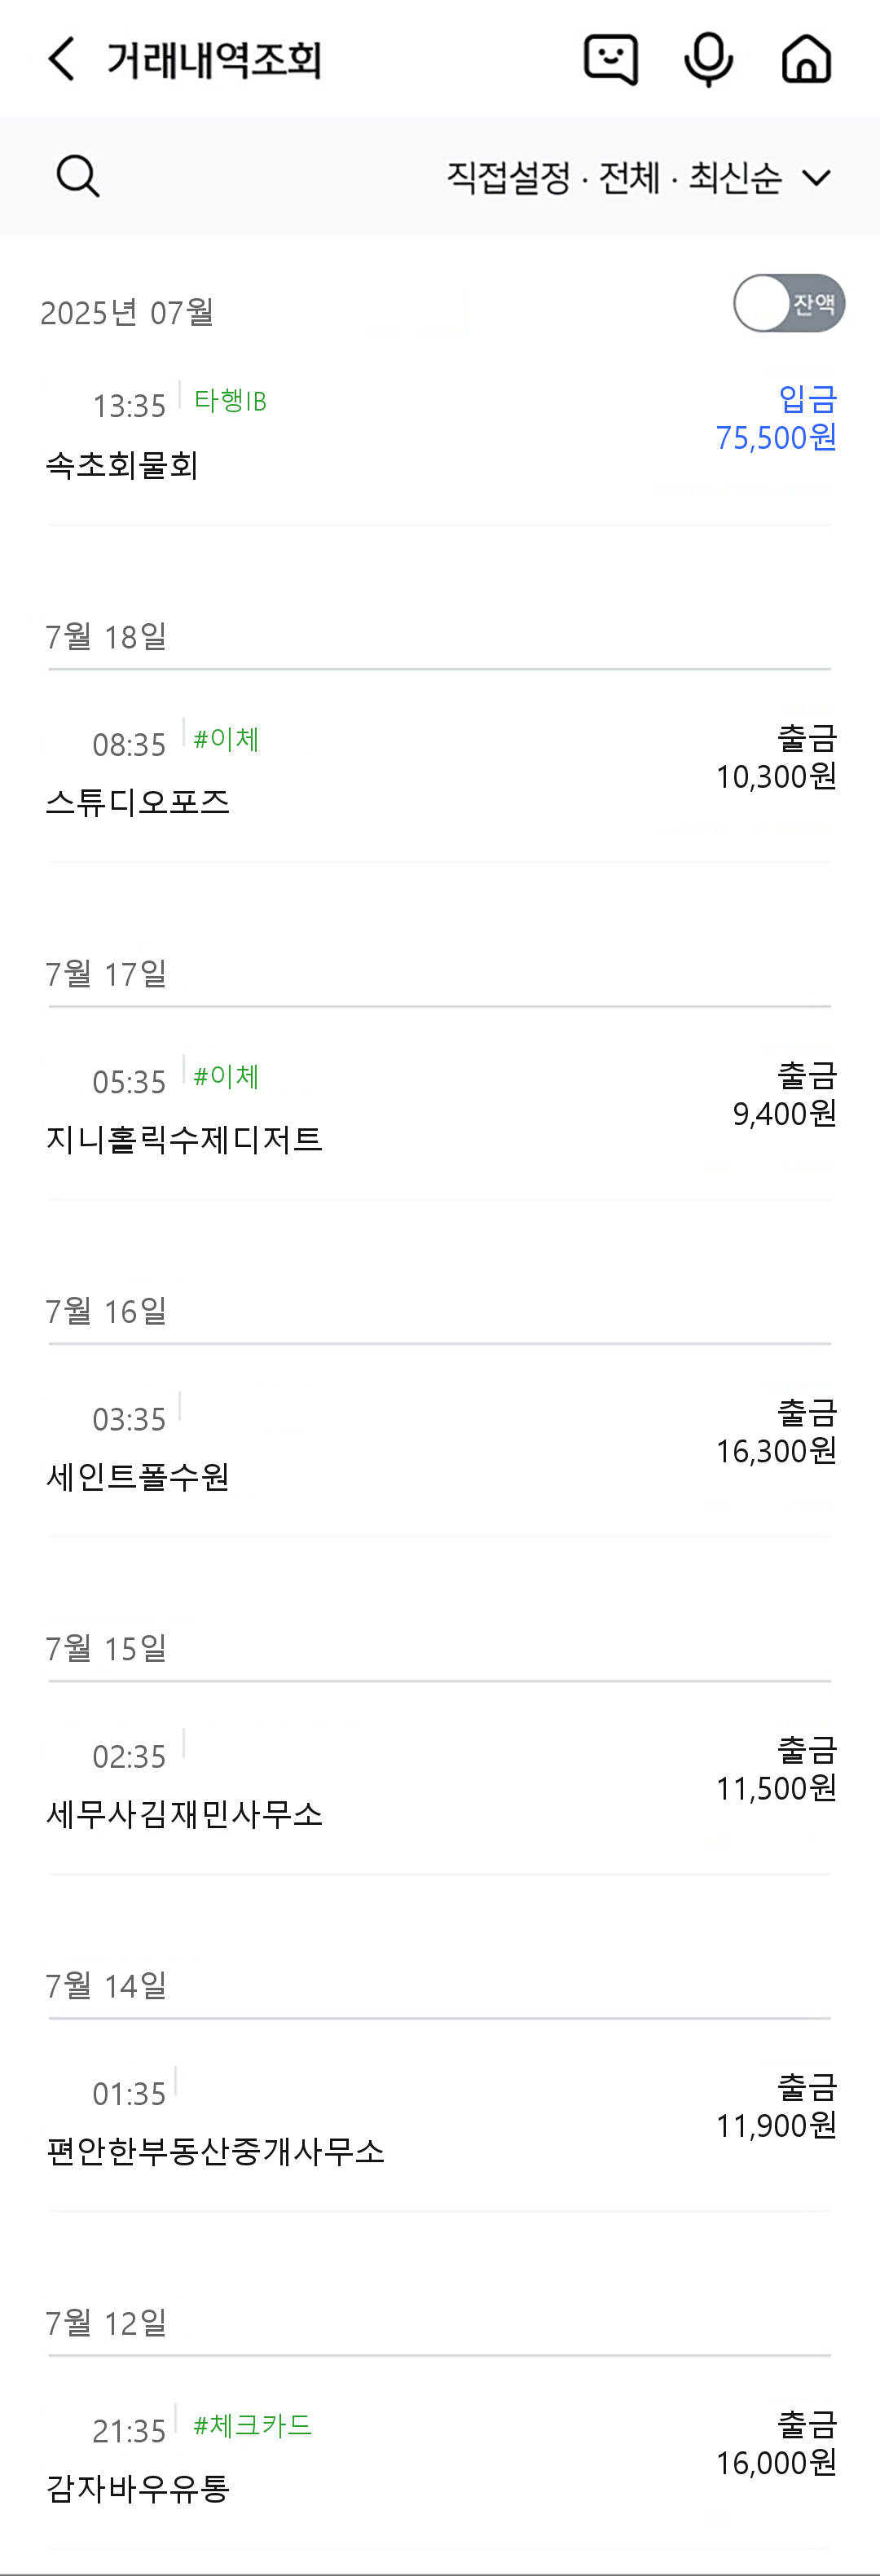 거래내역조회
직접설정 · 전체 · 최신순
2025년 07월
잔액
13:35 타행IB
입금
속초회물회
75,500원
7월 18일
08:35 #이체
출금
스튜디오포즈
10,300원
7월 17일
05:35 #이체
출금
지니홀릭수제디저트
9,400원
7월 16일
03:35
출금
세인트폴수원
16,300원
7월 15일
02:35
출금
세무사김재민사무소
11,500원
7월 14일
01:35
출금
편안한부동산중개사무소
11,900원
7월 12일
21:35 #체크카드
출금
감자바우유통
16,000원